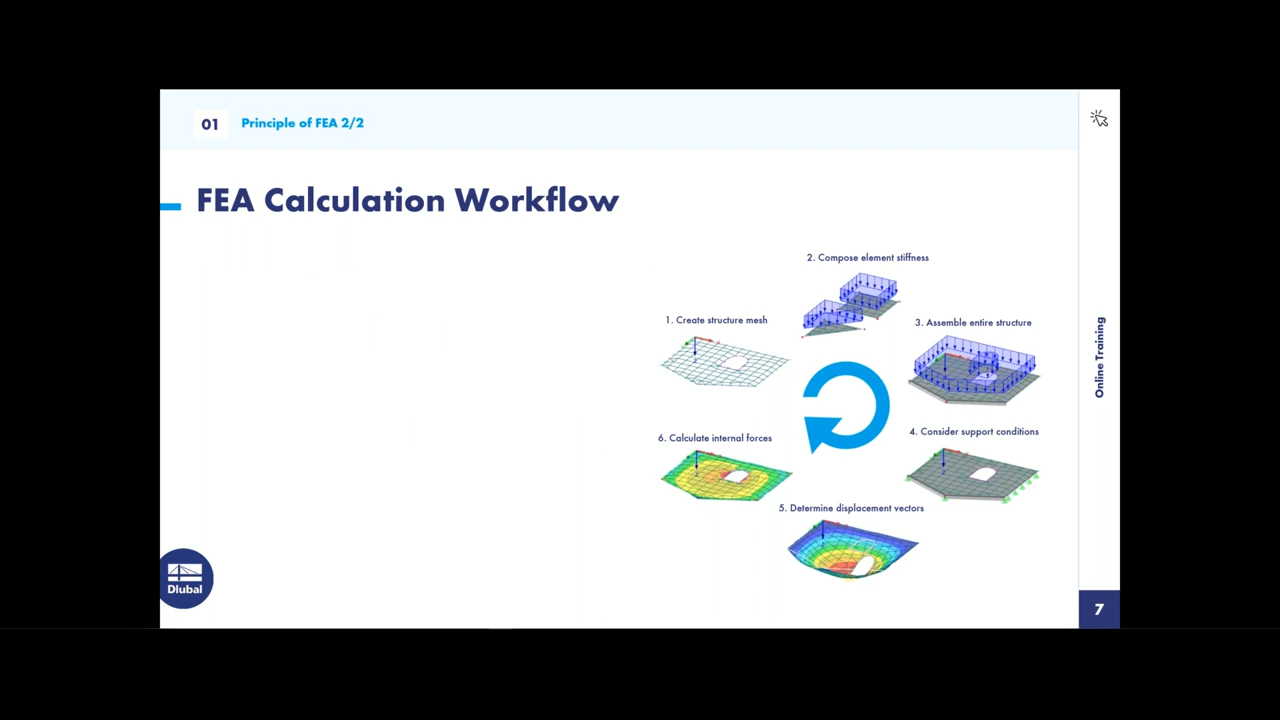 01
Principle of FEA 2/2
FEA Calculation Workflow
1. Create structure mesh
2. Compose element stiffness
3. Assemble entire structure
4. Consider support conditions
5. Determine displacement vectors
6. Calculate internal forces
Online Training
Dlubal
7